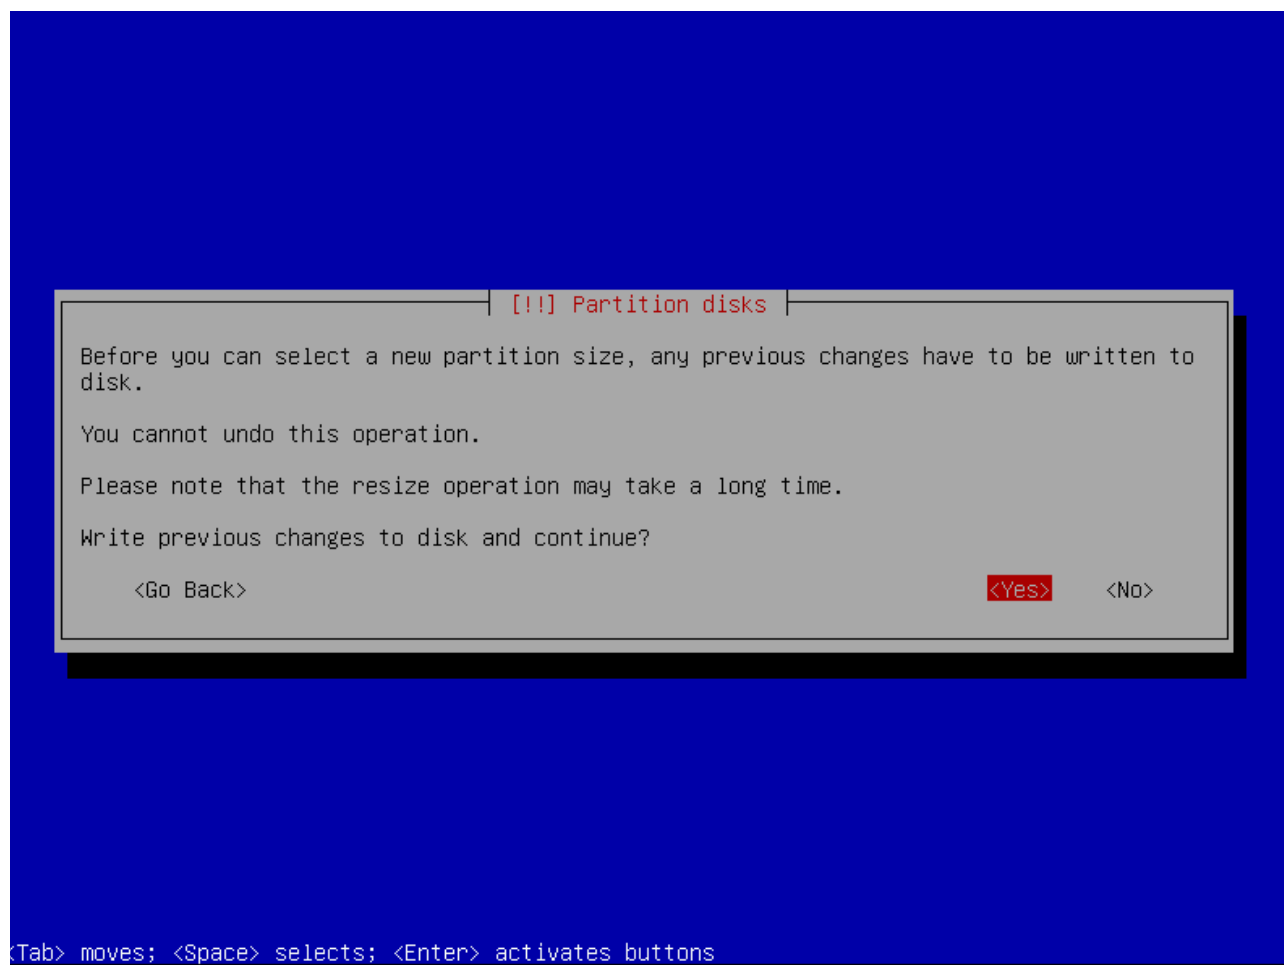 [!!] Partition disks
Before you can select a new partition size, any previous changes have to be written to
disk.
You cannot undo this operation.
Please note that the resize operation may take a long time.
Write previous changes to disk and continue?
<Go Back> <Yes> <No>
<Tab> moves; <Space> selects; <Enter> activates buttons